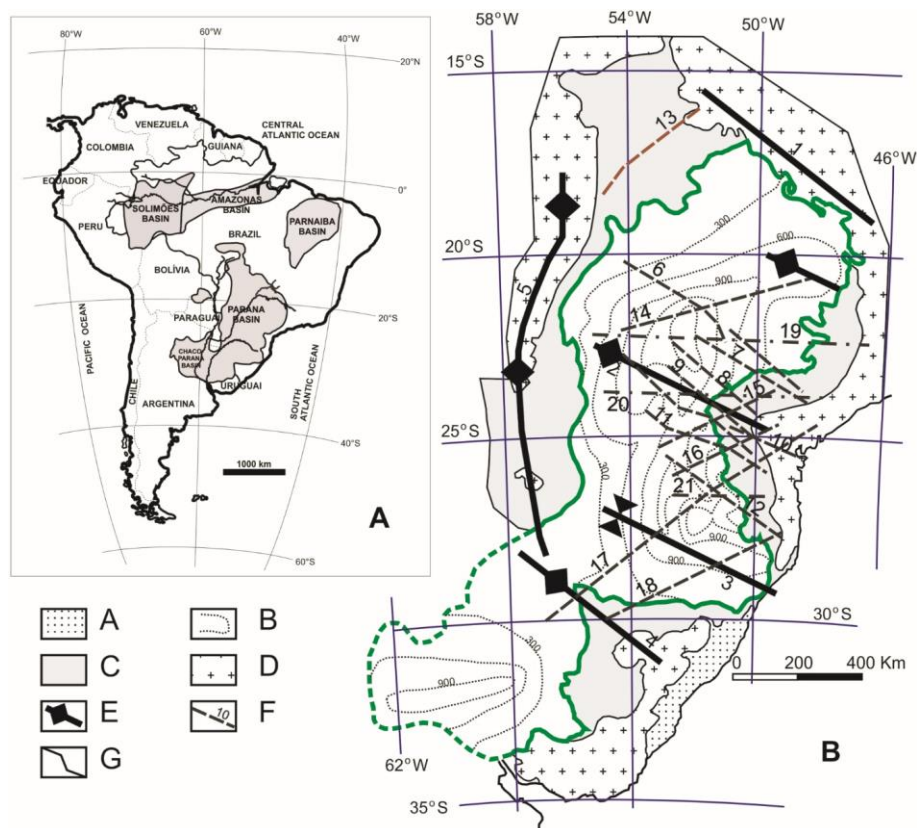 80°W
60°W
40°W
20°N
VENEZUELA
GUIANA
COLOMBIA
CENTRAL
ATLANTIC OCEAN
EQUADOR
0°
SOLIMÕES
BASIN
AMAZONAS
BASIN
PARNAIBA
BASIN
PERU
BRAZIL
BOLÍVIA
PACIFIC OCEAN
PARAGUAI
PARANA
BASIN
20°S
CHACO
PARANA
BASIN
URUGUAI
CHILE
ARGENTINA
SOUTH
ATLANTIC OCEAN
40°S
1000 km
A
60°S
58°W
54°W
50°W
15°S
13
1
46°W
300
600
20°S
6
900
5
14
7
19
9
8
15
20
11
25°S
10
16
300
21
12
900
17
900
3
18
30°S
4
0 200 400 Km
300
900
62°W
B
35°S
A
B
C
D
E
10
F
G